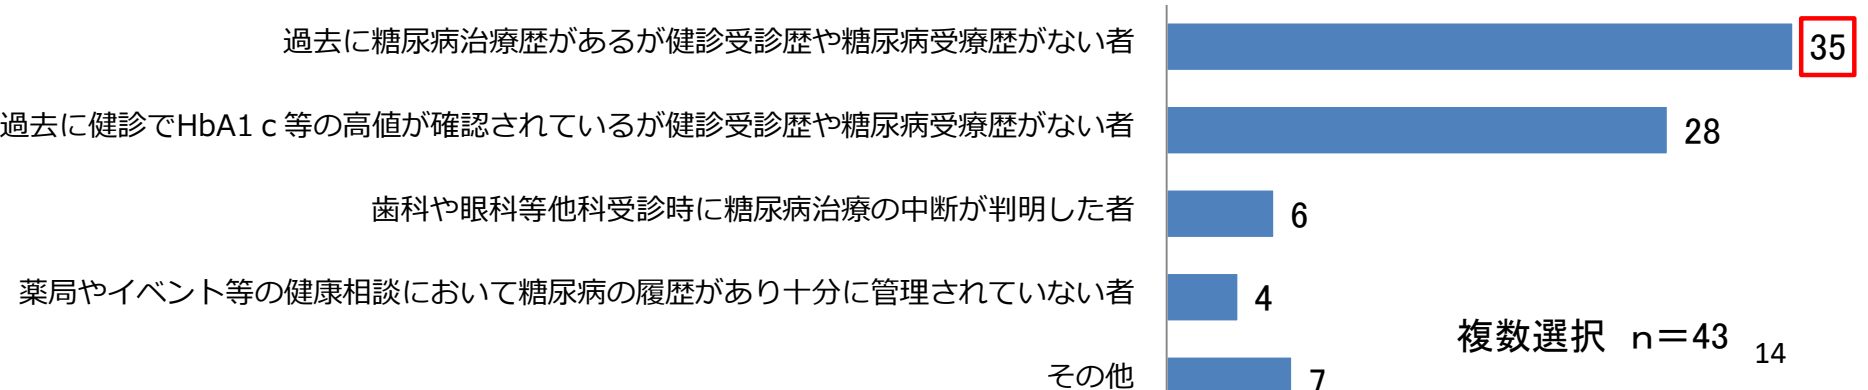 過去に糖尿病治療歴があるが健診受診歴や糖尿病受療歴がない者 35
過去に健診でHbA1ｃ等の高値が確認されているが健診受診歴や糖尿病受療歴がない者 28
歯科や眼科等他科受診時に糖尿病治療の中断が判明した者 6
薬局やイベント等の健康相談において糖尿病の履歴があり十分に管理されていない者 4
複数選択　ｎ＝43
14
その他 7